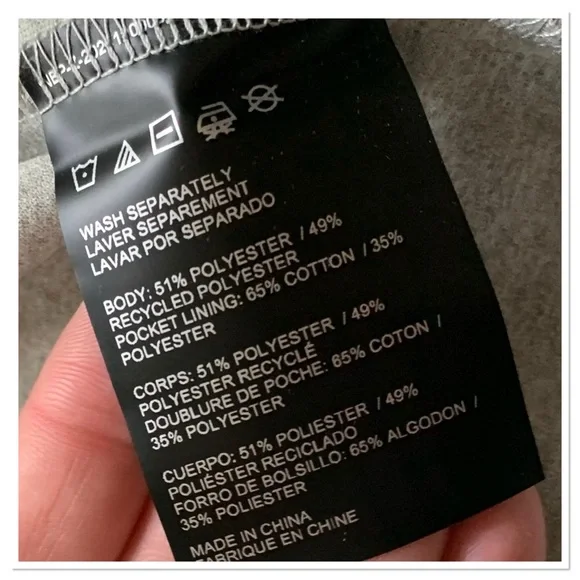 WASH SEPARATELY
LAVER SEPAREMENT
LAVAR POR SEPARADO
BODY: 51% POLYESTER / 49%
RECYCLED POLYESTER
POCKET LINING: 65% COTTON / 35%
POLYESTER
CORPS: 51% POLYESTER / 49%
POLYESTER RECYCLÉ
DOUBLURE DE POCHE: 65% COTON /
35% POLYESTER
CUERPO: 51% POLIESTER / 49%
POLIÉSTER RECICLADO
FORRO DE BOLSILLO: 65% ALGODON /
35% POLIESTER
MADE IN CHINA
FABRIQUE EN CHINE